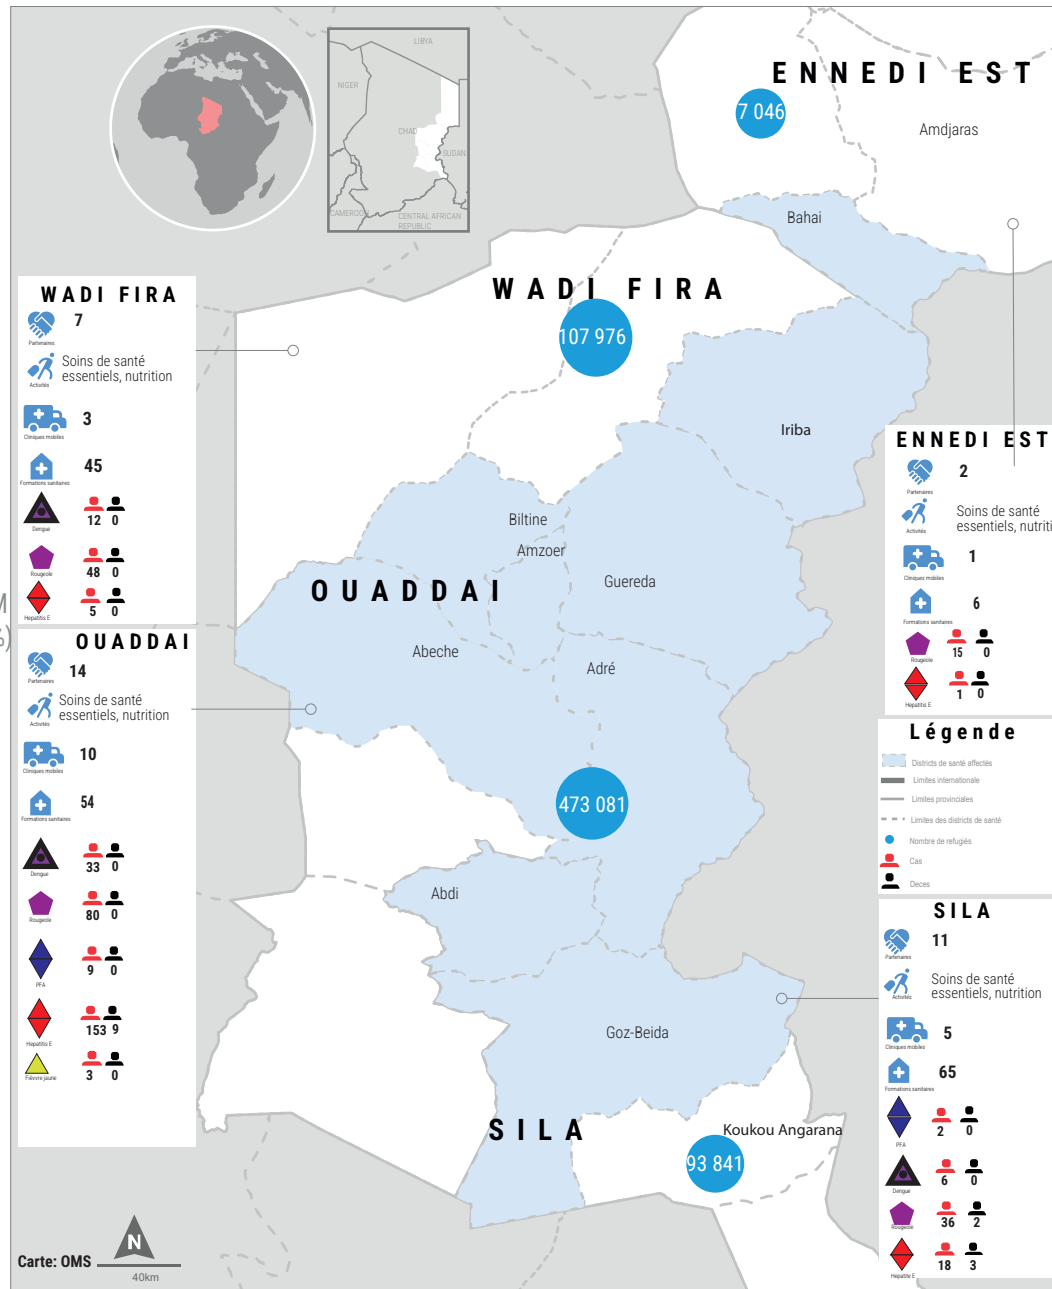 LIBYA
NIGER
CHAD
SUDAN
CAMEROON
CENTRAL AFRICAN
REPUBLIC
ENNEDI EST
7 046
Amdjaras
Bahai
WADI FIRA
107 976
Iriba
Biltine
Amzoer
OUADDAI
Guereda
Abeche
Adré
473 081
Abdi
Goz-Beida
SILA
Koukou Angarana
93 841
WADI FIRA
7
Partenaires
Soins de santé
essentiels, nutrition
Activités
3
Cliniques mobiles
45
Formations sanitaires
12 0
Dengue
48 0
Rougeole
5 0
Hepatitis E
M
%)
OUADDAI
14
Partenaires
Soins de santé
essentiels, nutrition
Activités
10
Cliniques mobiles
54
Formations sanitaires
33 0
Dengue
80 0
Rougeole
9 0
PFA
153 9
Hepatitis E
3 0
Fièvre jaune
ENNEDI EST
2
Partenaires
Soins de santé
essentiels, nutriti
Activités
1
Cliniques mobiles
6
Formations sanitaires
15 0
Rougeole
1 0
Hepatitis E
Légende
Districts de santé affectés
Limites internationale
Limites provinciales
Limites des districts de santé
Nombre de refugiés
Cas
Deces
SILA
11
Partenaires
Soins de santé
essentiels, nutrition
Activités
5
Cliniques mobiles
65
Formations sanitaires
2 0
PFA
6 0
Dengue
36 2
Rougeole
18 3
Hepatite E
N
Carte: OMS
40km